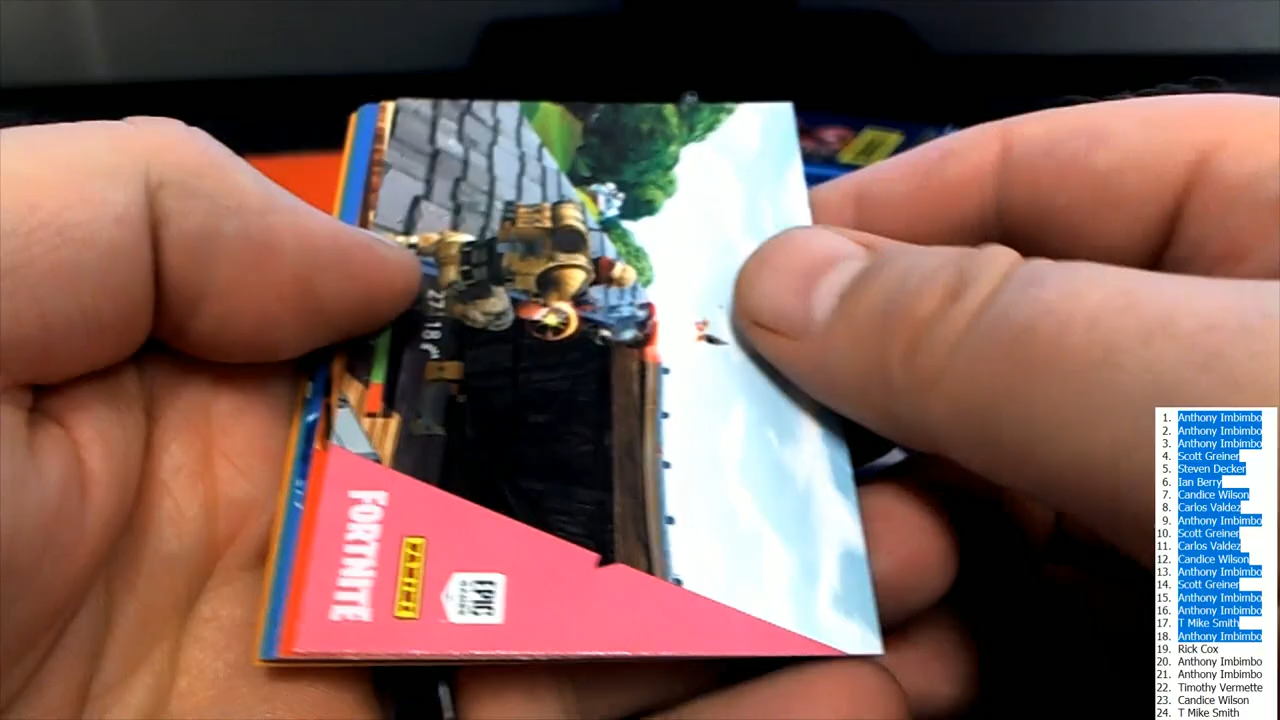 FORTNITE
PANINI
EPIC
GAMES
27:18
1. Anthony Imbimbo
2. Anthony Imbimbo
3. Anthony Imbimbo
4. Scott Greiner
5. Steven Decker
6. Ian Berry
7. Candice Wilson
8. Carlos Valdez
9. Anthony Imbimbo
10. Scott Greiner
11. Carlos Valdez
12. Candice Wilson
13. Anthony Imbimbo
14. Scott Greiner
15. Anthony Imbimbo
16. Anthony Imbimbo
17. T Mike Smith
18. Anthony Imbimbo
19. Rick Cox
20. Anthony Imbimbo
21. Anthony Imbimbo
22. Timothy Vermette
23. Candice Wilson
24. T Mike Smith